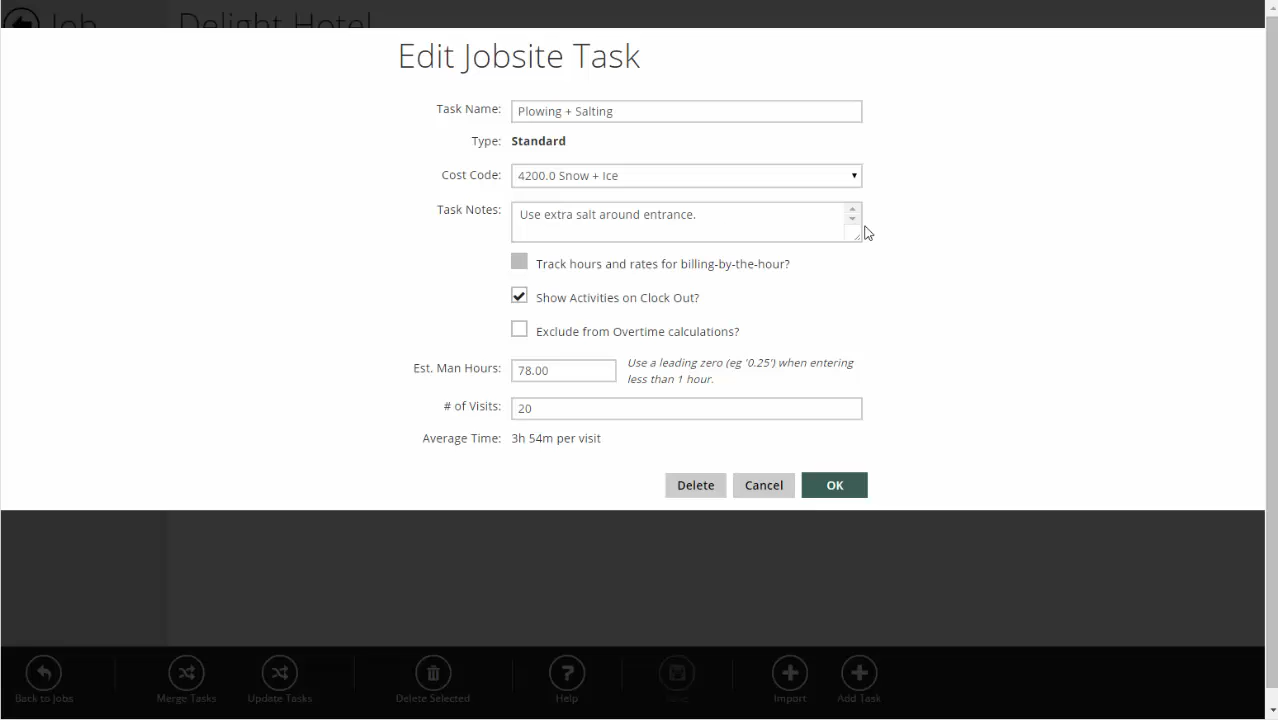 Job
Delight Hotel
Edit Jobsite Task
Task Name: Plowing + Salting
Type: Standard
Cost Code: 4200.0 Snow + Ice
Task Notes: Use extra salt around entrance.
Track hours and rates for billing-by-the-hour?
Show Activities on Clock Out?
Exclude from Overtime calculations?
Est. Man Hours: 78.00
Use a leading zero (eg '0.25') when entering
less than 1 hour.
# of Visits: 20
Average Time: 3h 54m per visit
Delete Cancel OK
Back to Jobs Merge Tasks Update Tasks Delete Selected Help Save Import Add Task